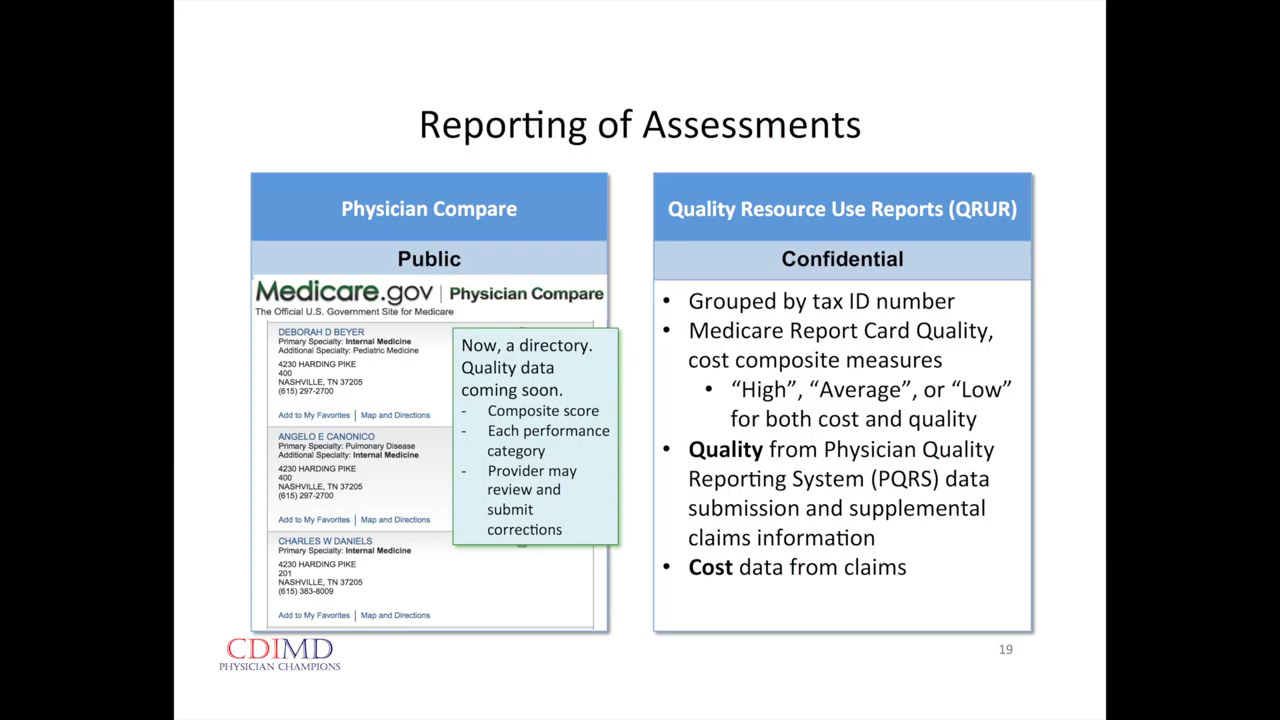 Reporting of Assessments
Physician Compare
Public
Medicare.gov | Physician Compare
The Official U.S. Government Site for Medicare
DEBORAH D BEYER
Primary Specialty: Internal Medicine
Additional Specialty: Pediatric Medicine
4230 HARDING PIKE
400
NASHVILLE, TN 37205
(615) 297-2700
Add to My Favorites | Map and Directions
ANGELO E CANONICO
Primary Specialty: Pulmonary Disease
Additional Specialty: Internal Medicine
4230 HARDING PIKE
400
NASHVILLE, TN 37205
(615) 297-2700
Add to My Favorites | Map and Directions
CHARLES W DANIELS
Primary Specialty: Internal Medicine
4230 HARDING PIKE
201
NASHVILLE, TN 37205
(615) 383-8009
Add to My Favorites | Map and Directions
Now, a directory.
Quality data
coming soon.
- Composite score
- Each performance
category
- Provider may
review and
submit
corrections
Quality Resource Use Reports (QRUR)
Confidential
• Grouped by tax ID number
• Medicare Report Card Quality,
cost composite measures
• “High”, “Average”, or “Low”
for both cost and quality
• Quality from Physician Quality
Reporting System (PQRS) data
submission and supplemental
claims information
• Cost data from claims
CDIMD
PHYSICIAN CHAMPIONS
19